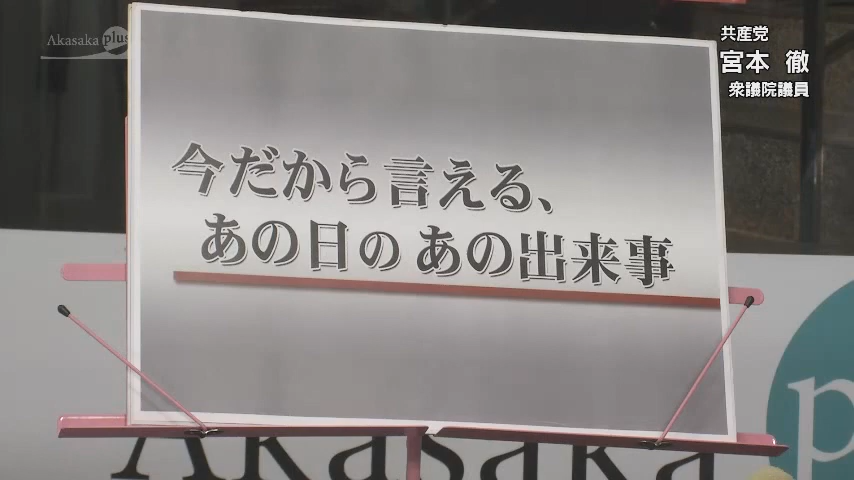 Akasaka plus
共産党
宮本 徹
衆議院議員
今だから言える、
あの日の あの出来事
Akasaka p